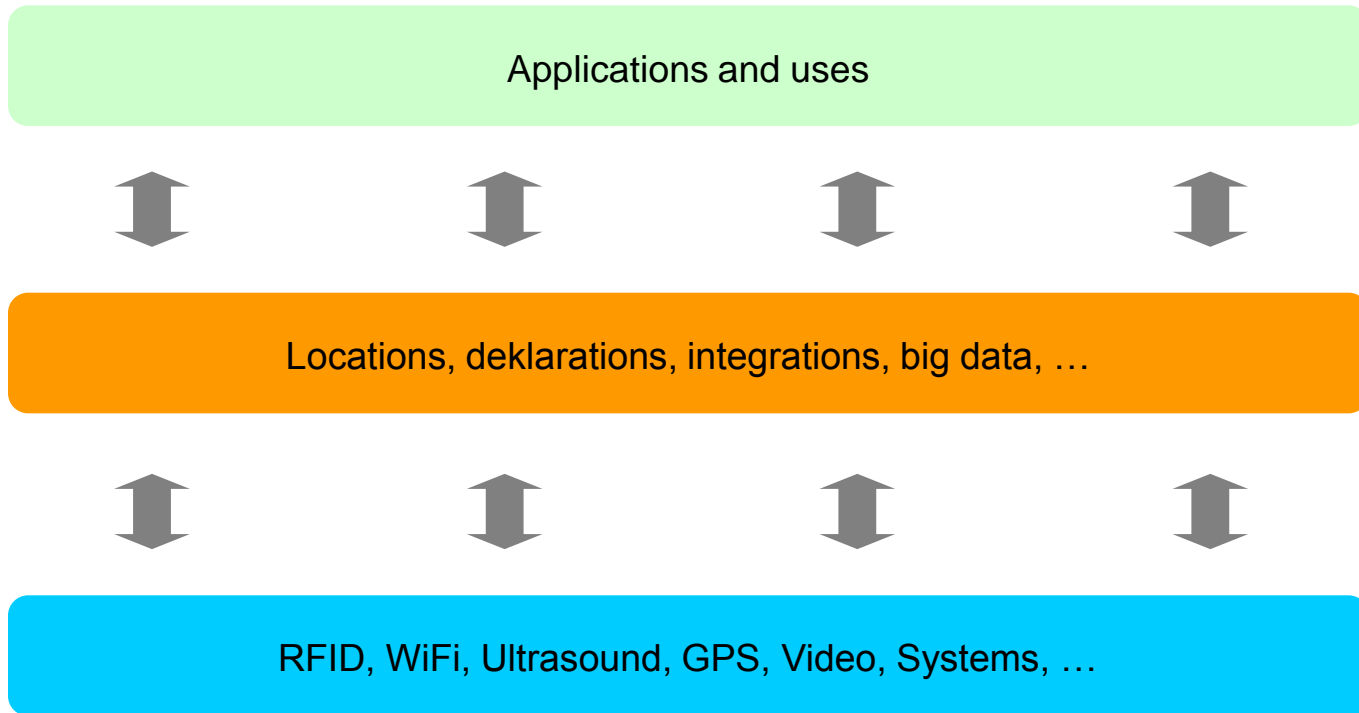 Applications and uses
Locations, deklarations, integrations, big data, …
RFID, WiFi, Ultrasound, GPS, Video, Systems, …